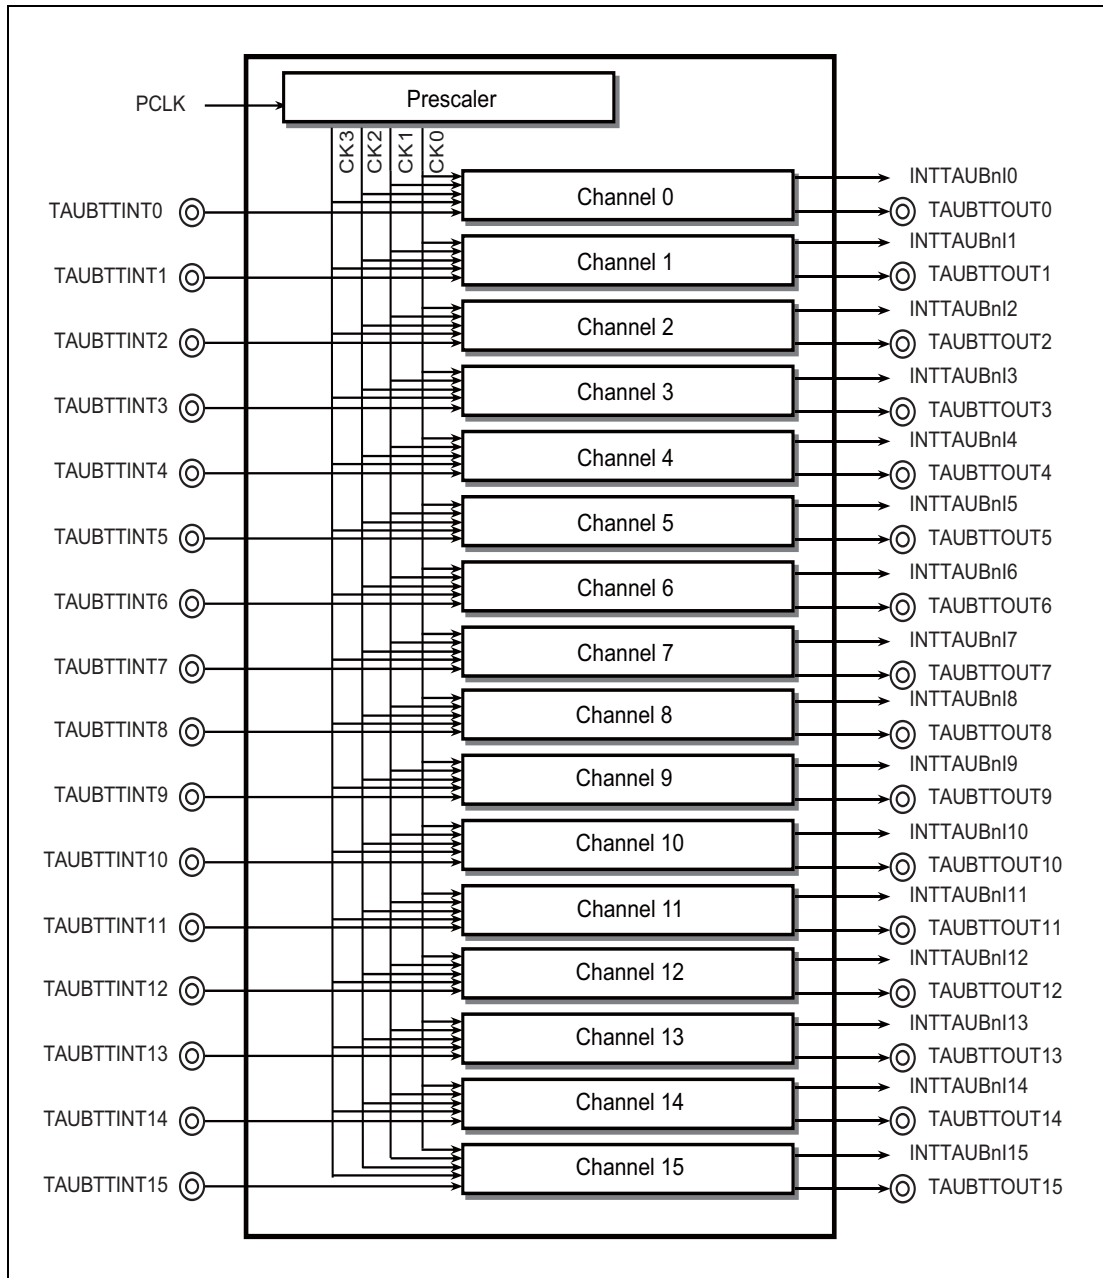 Prescaler
PCLK
CK3
CK2
CK1
CK0
INTTAUBnI0
Channel 0
TAUBTTINT0
TAUBTTOUT0
INTTAUBnI1
Channel 1
TAUBTTINT1
TAUBTTOUT1
INTTAUBnI2
Channel 2
TAUBTTINT2
TAUBTTOUT2
INTTAUBnI3
Channel 3
TAUBTTINT3
TAUBTTOUT3
INTTAUBnI4
Channel 4
TAUBTTINT4
TAUBTTOUT4
INTTAUBnI5
Channel 5
TAUBTTINT5
TAUBTTOUT5
INTTAUBnI6
Channel 6
TAUBTTINT6
TAUBTTOUT6
INTTAUBnI7
Channel 7
TAUBTTINT7
TAUBTTOUT7
INTTAUBnI8
Channel 8
TAUBTTINT8
TAUBTTOUT8
INTTAUBnI9
Channel 9
TAUBTTINT9
TAUBTTOUT9
INTTAUBnI10
Channel 10
TAUBTTINT10
TAUBTTOUT10
INTTAUBnI11
Channel 11
TAUBTTINT11
TAUBTTOUT11
INTTAUBnI12
Channel 12
TAUBTTINT12
TAUBTTOUT12
INTTAUBnI13
Channel 13
TAUBTTINT13
TAUBTTOUT13
INTTAUBnI14
Channel 14
TAUBTTINT14
TAUBTTOUT14
INTTAUBnI15
Channel 15
TAUBTTINT15
TAUBTTOUT15